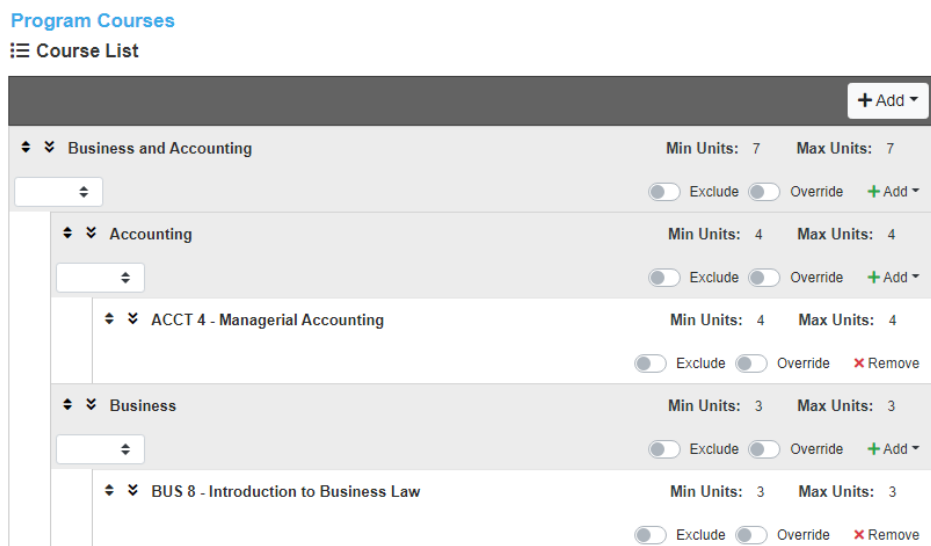 Program Courses
Course List
Add
Business and Accounting Min Units: 7 Max Units: 7
Exclude Override Add
Accounting Min Units: 4 Max Units: 4
Exclude Override Add
ACCT 4 - Managerial Accounting Min Units: 4 Max Units: 4
Exclude Override Remove
Business Min Units: 3 Max Units: 3
Exclude Override Add
BUS 8 - Introduction to Business Law Min Units: 3 Max Units: 3
Exclude Override Remove